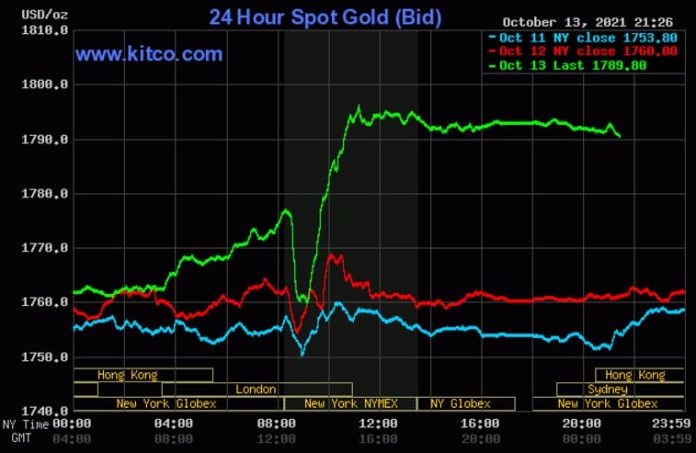 USD/oz
24 Hour Spot Gold (Bid)
October 13, 2021 21:26
1810.0
www.kitco.com
Oct 11 NY close 1753.80
Oct 12 NY close 1760.00
Oct 13 Last 1789.80
1800.0
1790.0
1780.0
1770.0
1760.0
1750.0
Hong Kong
Hong Kong
London
Sydney
New York Globex
New York NYMEX
NY Globex
New York Globex
1740.0
NY Time 00:00 04:00 08:00 12:00 16:00 20:00 23:59
GMT 04:00 08:00 12:00 16:00 20:00 00:00 03:59